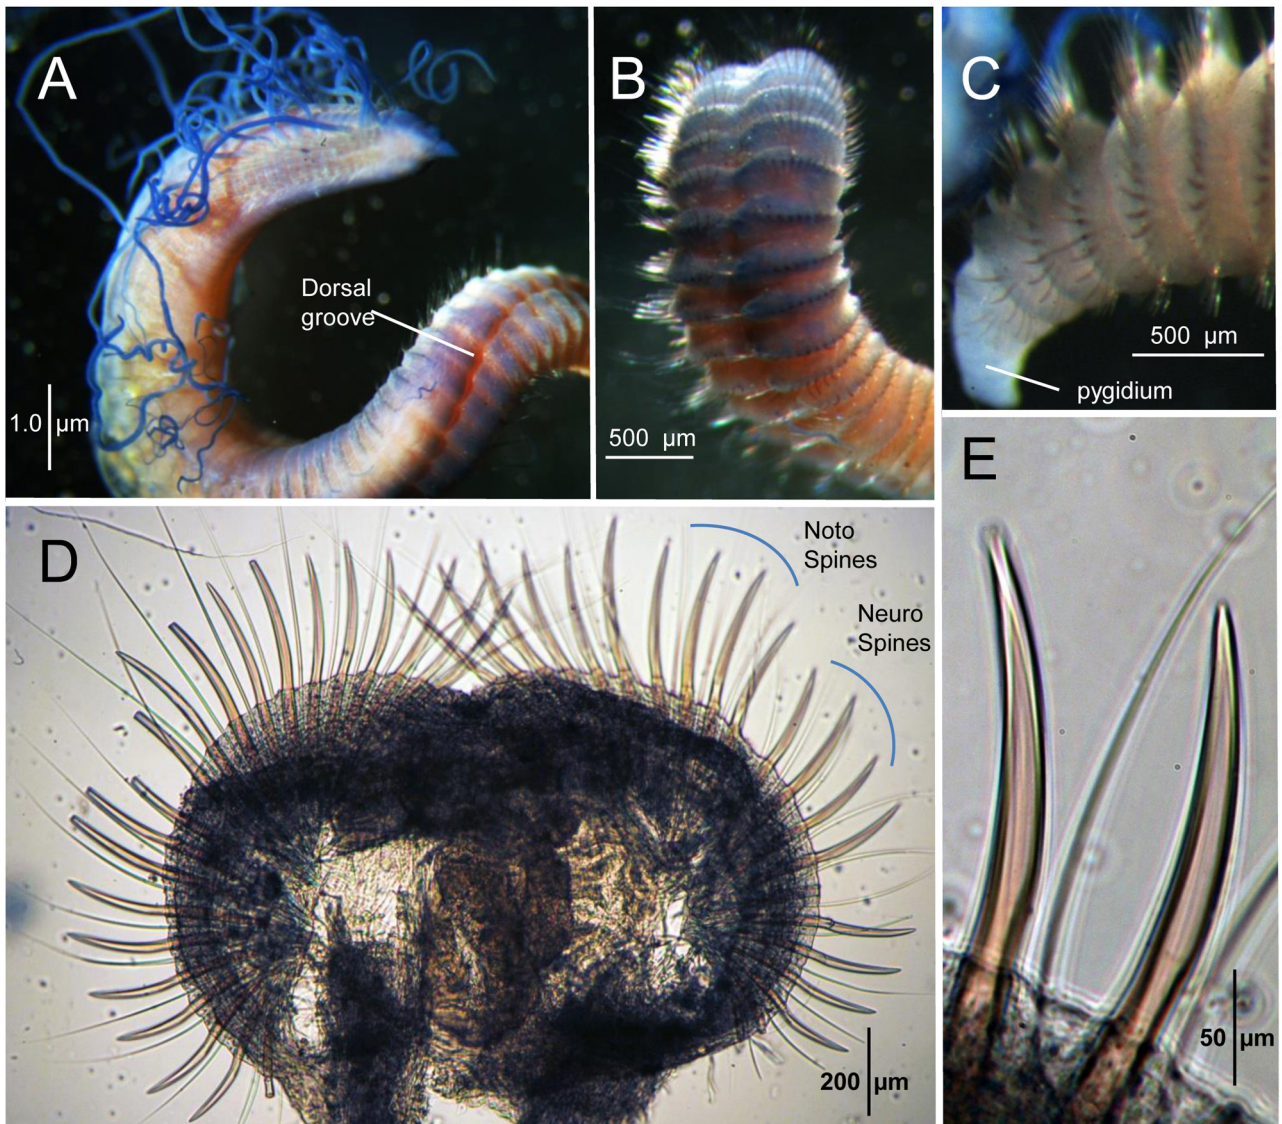 A
Dorsal
groove
1.0 µm
B
500 µm
C
500 µm
pygidium
D
Noto
Spines
Neuro
Spines
200 µm
E
50 µm